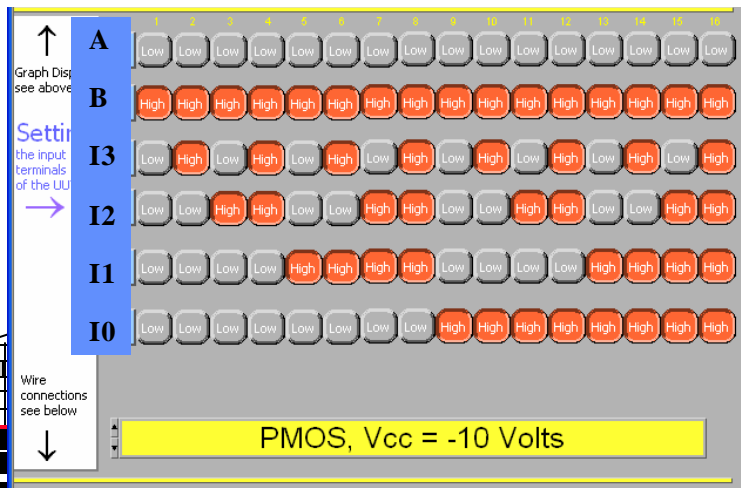 1 2 3 4 5 6 7 8 9 10 11 12 13 14 15 16
A Low Low Low Low Low Low Low Low Low Low Low Low Low Low Low Low
Graph Disp
see above
B High High High High High High High High High High High High High High High High
Settin
the input
terminals
of the UU
I3 Low High Low High Low High Low High Low High Low High Low High Low High
I2 Low Low High High Low Low High High Low Low High High Low Low High High
I1 Low Low Low Low High High High High Low Low Low Low High High High High
I0 Low Low Low Low Low Low Low Low High High High High High High High High
Wire
connections
see below
PMOS, Vcc = -10 Volts